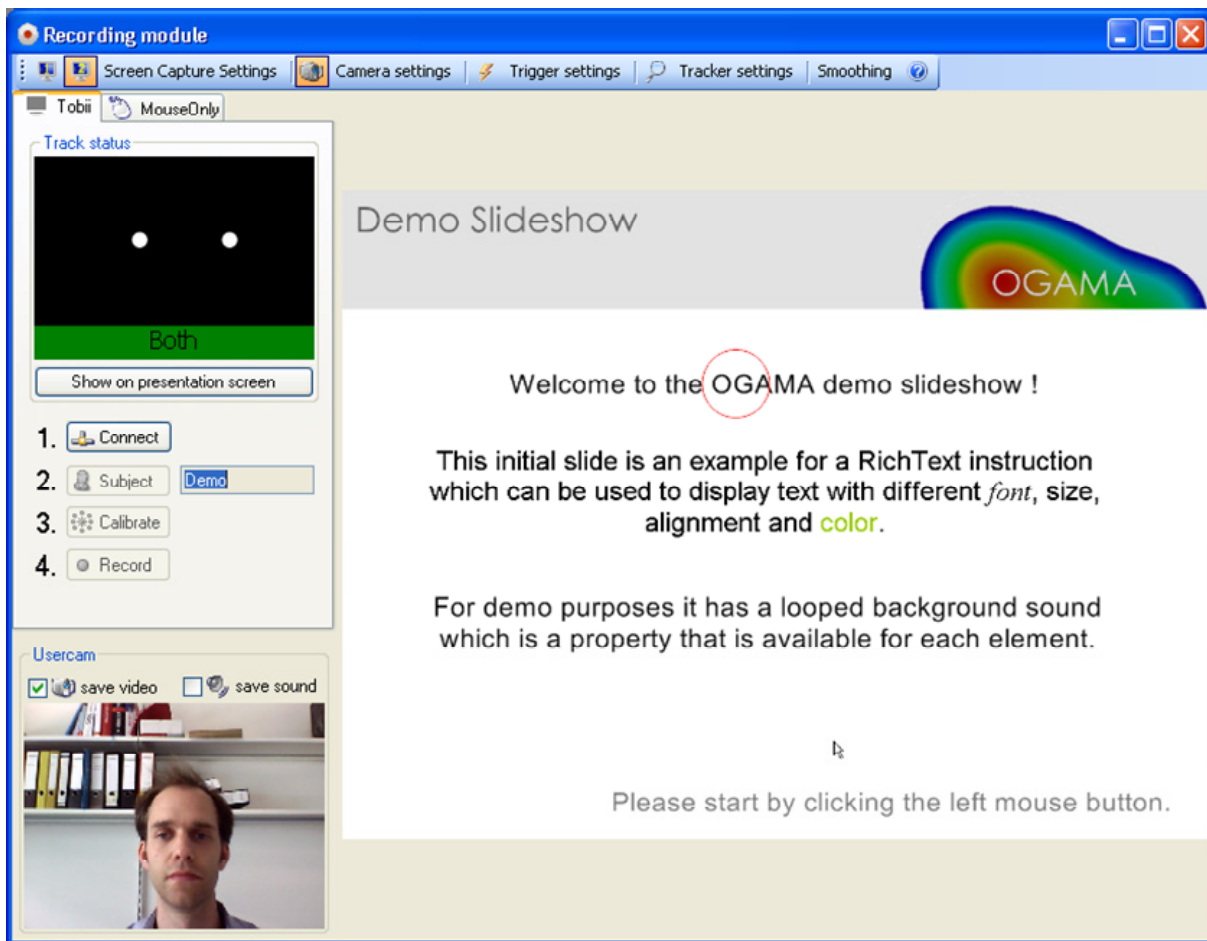 Recording module
Screen Capture Settings Camera settings Trigger settings Tracker settings Smoothing
Tobii MouseOnly
Track status
Both
Show on presentation screen
1. Connect
2. Subject Demo
3. Calibrate
4. Record
Usercam
save video save sound
Demo Slideshow
OGAMA
Welcome to the OGAMA demo slideshow !
This initial slide is an example for a RichText instruction
which can be used to display text with different font, size,
alignment and color.
For demo purposes it has a looped background sound
which is a property that is available for each element.
Please start by clicking the left mouse button.